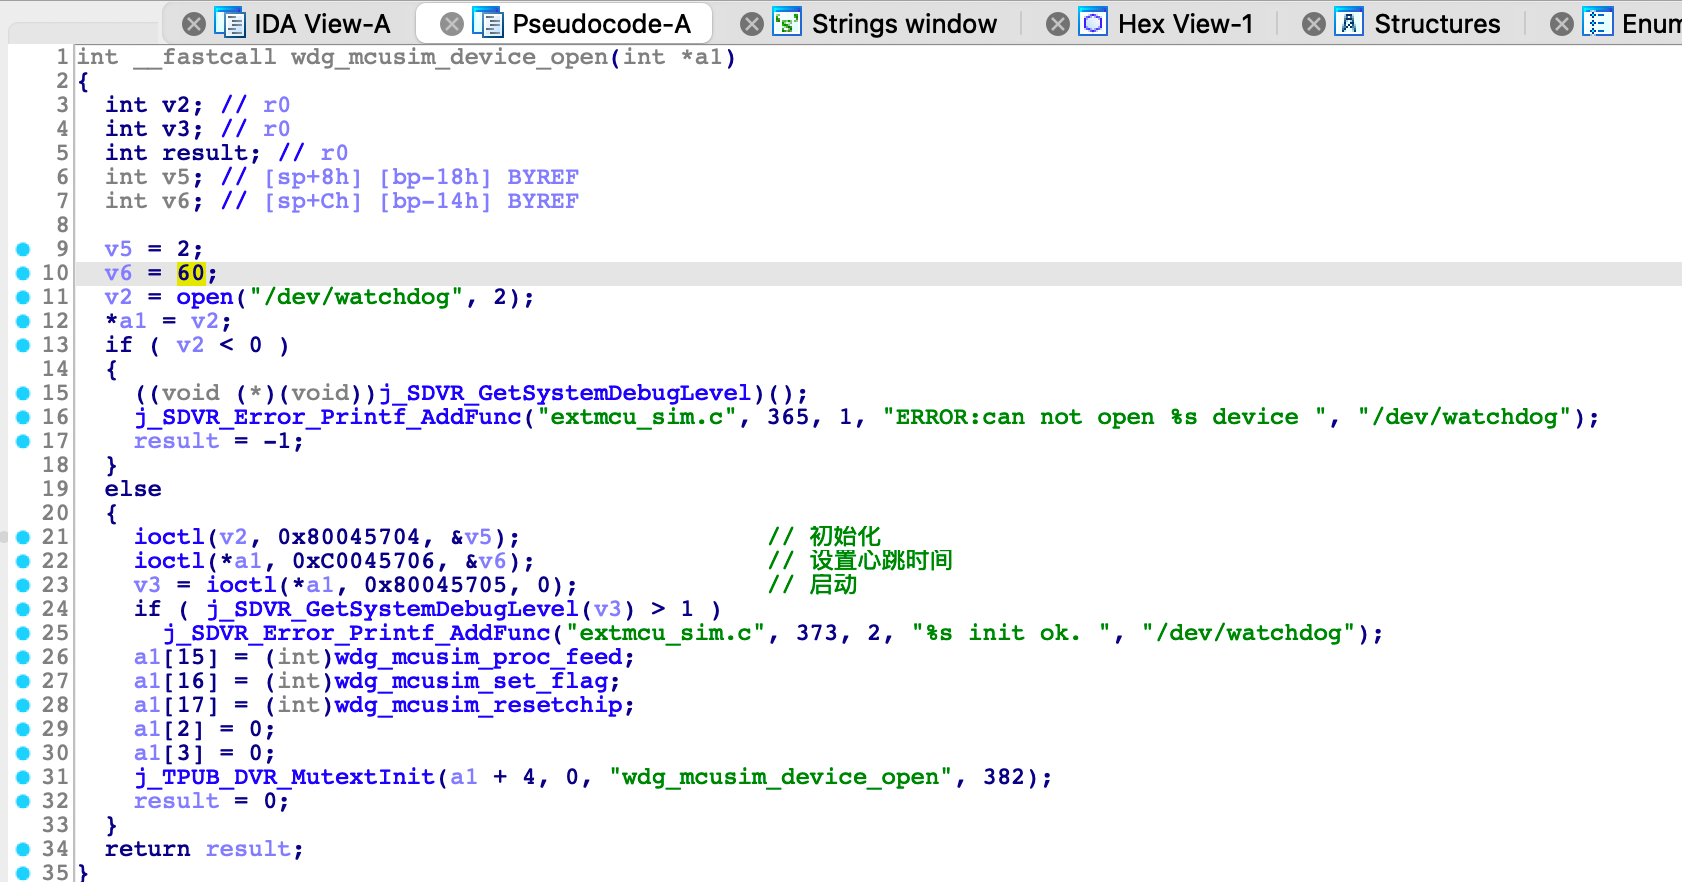 IDA View-A Pseudocode-A Strings window Hex View-1 Structures Enum
1 int __fastcall wdg_mcusim_device_open(int *a1)
2 {
3 int v2; // r0
4 int v3; // r0
5 int result; // r0
6 int v5; // [sp+8h] [bp-18h] BYREF
7 int v6; // [sp+Ch] [bp-14h] BYREF
8
9 v5 = 2;
10 v6 = 60;
11 v2 = open("/dev/watchdog", 2);
12 *a1 = v2;
13 if ( v2 < 0 )
14 {
15 ((void (*)(void))j_SDVR_GetSystemDebugLevel)();
16 j_SDVR_Error_Printf_AddFunc("extmcu_sim.c", 365, 1, "ERROR:can not open %s device ", "/dev/watchdog");
17 result = -1;
18 }
19 else
20 {
21 ioctl(v2, 0x80045704, &v5); // 初始化
22 ioctl(*a1, 0xC0045706, &v6); // 设置心跳时间
23 v3 = ioctl(*a1, 0x80045705, 0); // 启动
24 if ( j_SDVR_GetSystemDebugLevel(v3) > 1 )
25 j_SDVR_Error_Printf_AddFunc("extmcu_sim.c", 373, 2, "%s init ok. ", "/dev/watchdog");
26 a1[15] = (int)wdg_mcusim_proc_feed;
27 a1[16] = (int)wdg_mcusim_set_flag;
28 a1[17] = (int)wdg_mcusim_resetchip;
29 a1[2] = 0;
30 a1[3] = 0;
31 j_TPUB_DVR_MutextInit(a1 + 4, 0, "wdg_mcusim_device_open", 382);
32 result = 0;
33 }
34 return result;
35 }